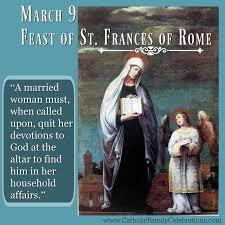 March 9
Feast of St. Frances of Rome
“A married
woman must,
when called
upon, quit her
devotions to
God at the
altar to find
him in her
household
affairs.”
www.CatholicFamilyCelebrations.com